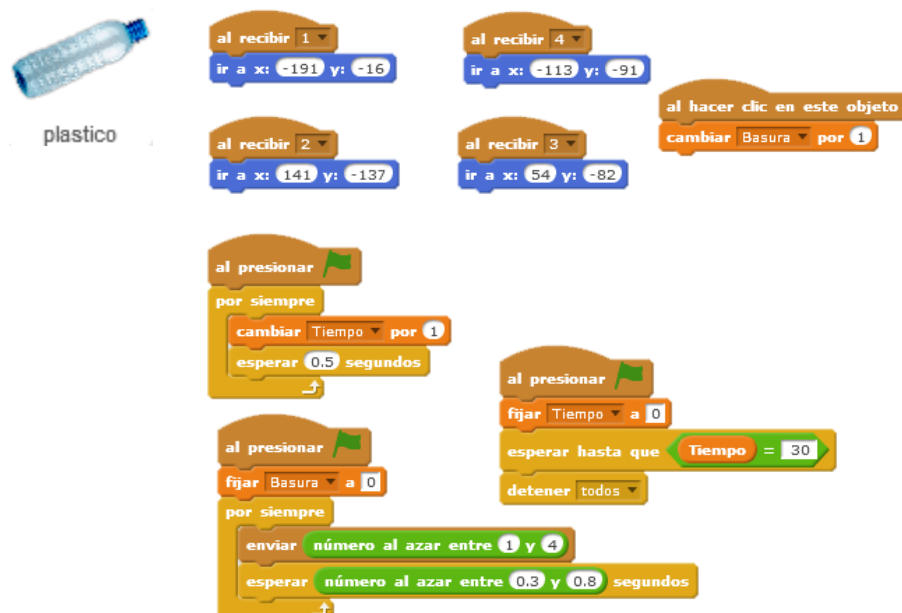 plastico
al recibir 1
ir a x: -191 y: -16
al recibir 4
ir a x: -113 y: -91
al hacer clic en este objeto
cambiar Basura por 1
al recibir 2
ir a x: 141 y: -137
al recibir 3
ir a x: 54 y: -82
al presionar
por siempre
cambiar Tiempo por 1
esperar 0.5 segundos
al presionar
fijar Tiempo a 0
esperar hasta que Tiempo = 30
detener todos
al presionar
fijar Basura a 0
por siempre
enviar número al azar entre 1 y 4
esperar número al azar entre 0.3 y 0.8 segundos